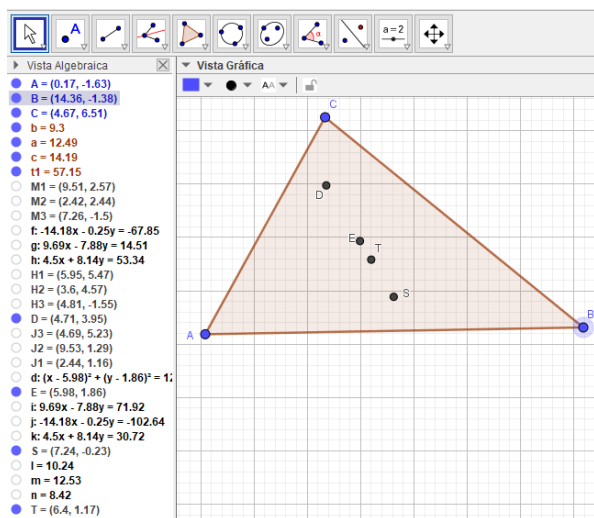 A
α
a = 2
Vista Algebraica
Vista Gráfica
AA
A = (0.17, -1.63)
B = (14.36, -1.38)
C = (4.67, 6.51)
b = 9.3
a = 12.49
c = 14.19
t1 = 57.15
M1 = (9.51, 2.57)
M2 = (2.42, 2.44)
M3 = (7.26, -1.5)
f: -14.18x - 0.25y = -67.85
g: 9.69x - 7.88y = 14.51
h: 4.5x + 8.14y = 53.34
H1 = (5.95, 5.47)
H2 = (3.6, 4.57)
H3 = (4.81, -1.55)
D = (4.71, 3.95)
J3 = (4.69, 5.23)
J2 = (9.53, 1.29)
J1 = (2.44, 1.16)
d: (x - 5.98)² + (y - 1.86)² = 12
E = (5.98, 1.86)
i: 9.69x - 7.88y = 71.92
j: -14.18x - 0.25y = -102.64
k: 4.5x + 8.14y = 30.72
S = (7.24, -0.23)
l = 10.24
m = 12.53
n = 8.42
T = (6.4, 1.17)
C
D
E
T
S
B
A